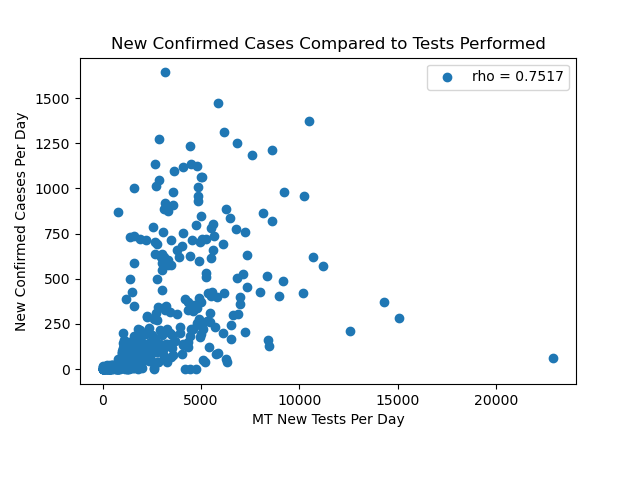 New Confirmed Cases Compared to Tests Performed
rho = 0.7517
New Confirmed Caeses Per Day
1500
1250
1000
750
500
250
0
0 5000 10000 15000 20000
MT New Tests Per Day